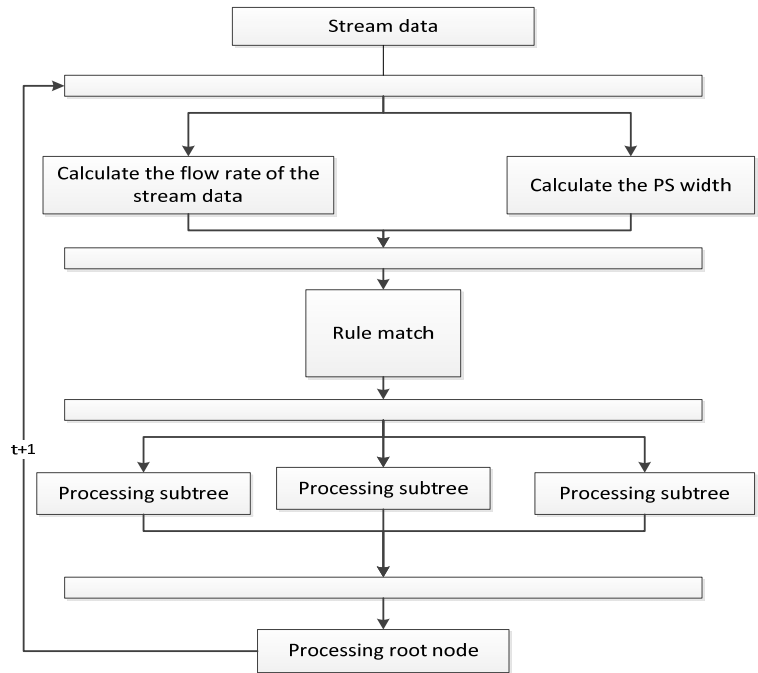 Stream data
Calculate the flow rate of the
stream data
Calculate the PS width
Rule match
t+1
Processing subtree
Processing subtree
Processing subtree
Processing root node